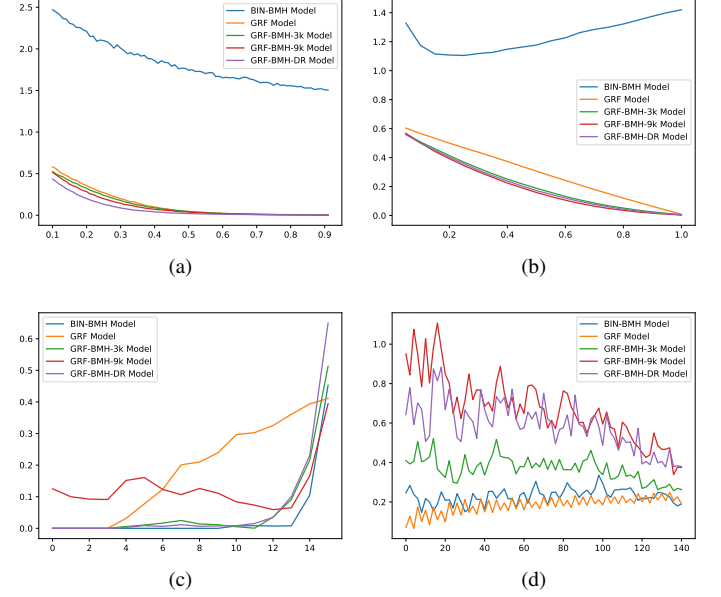 2.5
2.0
1.5
1.0
0.5
0.0
BIN-BMH Model
GRF Model
GRF-BMH-3k Model
GRF-BMH-9k Model
GRF-BMH-DR Model
0.1 0.2 0.3 0.4 0.5 0.6 0.7 0.8 0.9
(a)
1.4
1.2
1.0
0.8
0.6
0.4
0.2
0.0
BIN-BMH Model
GRF Model
GRF-BMH-3k Model
GRF-BMH-9k Model
GRF-BMH-DR Model
0.2 0.4 0.6 0.8 1.0
(b)
BIN-BMH Model
GRF Model
GRF-BMH-3k Model
GRF-BMH-9k Model
GRF-BMH-DR Model
0.6
0.5
0.4
0.3
0.2
0.1
0.0
0 2 4 6 8 10 12 14
(c)
1.0
0.8
0.6
0.4
0.2
BIN-BMH Model
GRF Model
GRF-BMH-3k Model
GRF-BMH-9k Model
GRF-BMH-DR Model
0 20 40 60 80 100 120 140
(d)